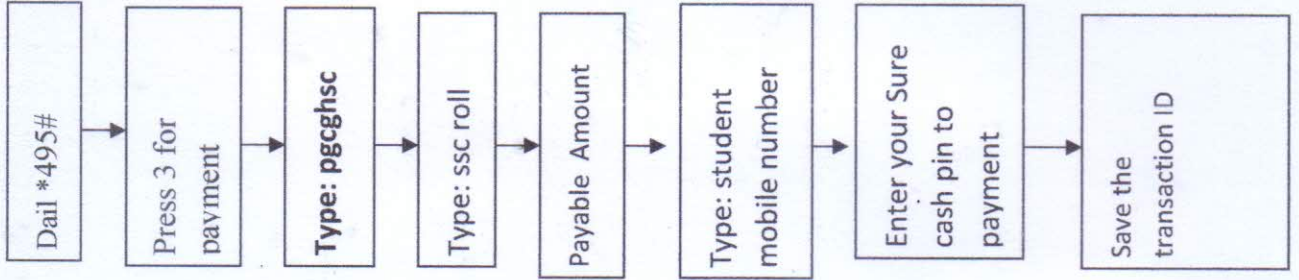 Dail *495#
Press 3 for
payment
Type: pgcghsc
Type: ssc roll
Payable Amount
Type: student
mobile number
Enter your Sure
cash pin to
payment
Save the
transaction ID